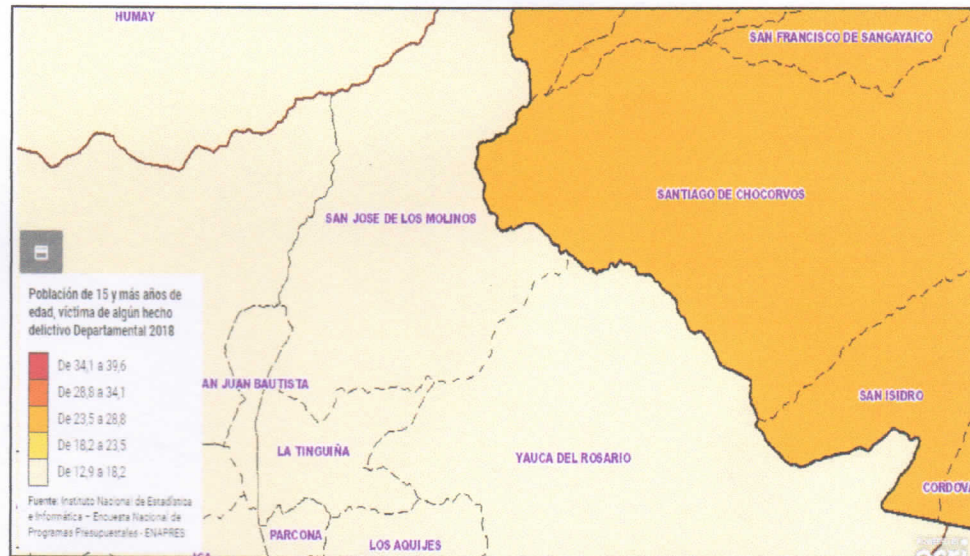 HUMAY
SAN FRANCISCO DE SANGAYAICO
SANTIAGO DE CHOCORVOS
SAN JOSE DE LOS MOLINOS
Población de 15 y más años de
edad, víctima de algún hecho
delictivo Departamental 2018
De 34,1 a 39,6
De 28,8 a 34,1
De 23,5 a 28,8
De 18,2 a 23,5
De 12,9 a 18,2
Fuente: Instituto Nacional de Estadística
e Informática – Encuesta Nacional de
Programas Presupuestales - ENAPRES
AN JUAN BAUTISTA
SAN ISIDRO
LA TINGUIÑA
YAUCA DEL ROSARIO
CORDOVA
PARCONA
LOS AQUIJES